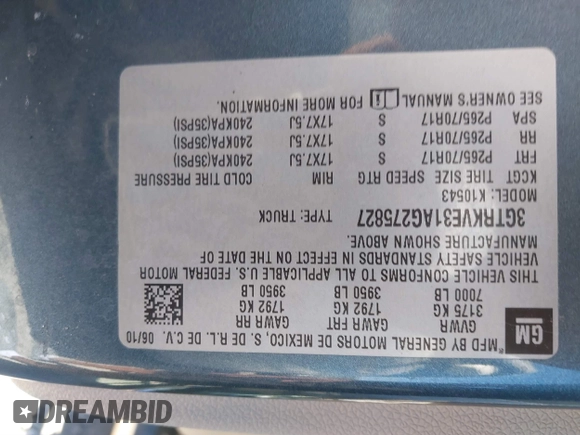 GM
MFD BY GENERAL MOTORS DE MEXICO, S. DE R.L. DE C.V. 06/10
GVWR GAWR FRT GAWR RR
3175 KG 1792 KG 1792 KG
7000 LB 3950 LB 3950 LB
THIS VEHICLE CONFORMS TO ALL APPLICABLE U.S. FEDERAL MOTOR
VEHICLE SAFETY STANDARDS IN EFFECT ON THE DATE OF
MANUFACTURE SHOWN ABOVE.
3GTRKVE31AG275827 TYPE: TRUCK
MODEL: K10543
KCGT TIRE SIZE SPEED RTG RIM COLD TIRE PRESSURE
FRT P265/70R17 S 17X7.5J 240KPA(35PSI)
RR P265/70R17 S 17X7.5J 240KPA(35PSI)
SPA P265/70R17 S 17X7.5J 240KPA(35PSI)
SEE OWNER'S MANUAL FOR MORE INFORMATION.
DREAMBID